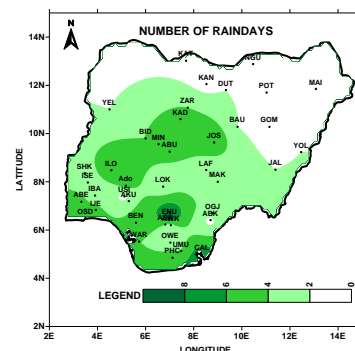 NUMBER OF RAINDAYS
N
14N
12N
10N
8N
6N
4N
2N
LATITUDE
KAT
NGU
KAN
DUT
POT
MAI
YEL
ZAR
KAD
BAU
GOM
BID
MIN
ABU
JOS
YOL
SHK
ISE
ILO
LAF
JAL
Ado
LOK
MAK
ABE
IBA
USI
AKU
IJE
OSD
OGJ
ABK
ENU
AWK
BEN
WAR
OWE
UMU
PHC
CAL
LEGEND
8 6 4 2 0
2E 4E 6E 8E 10E 12E 14E
LONGITUDE